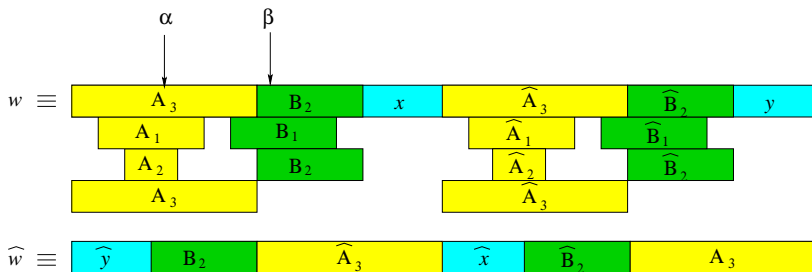 α β
w ≡ A₃ B₂ x Â₃ B̂₂ y
A₁ B₁ Â₁ B̂₁
A₂ B₂ Â₂ B̂₂
A₃ Â₃
ŵ ≡ ŷ B₂ Â₃ x̂ B̂₂ A₃